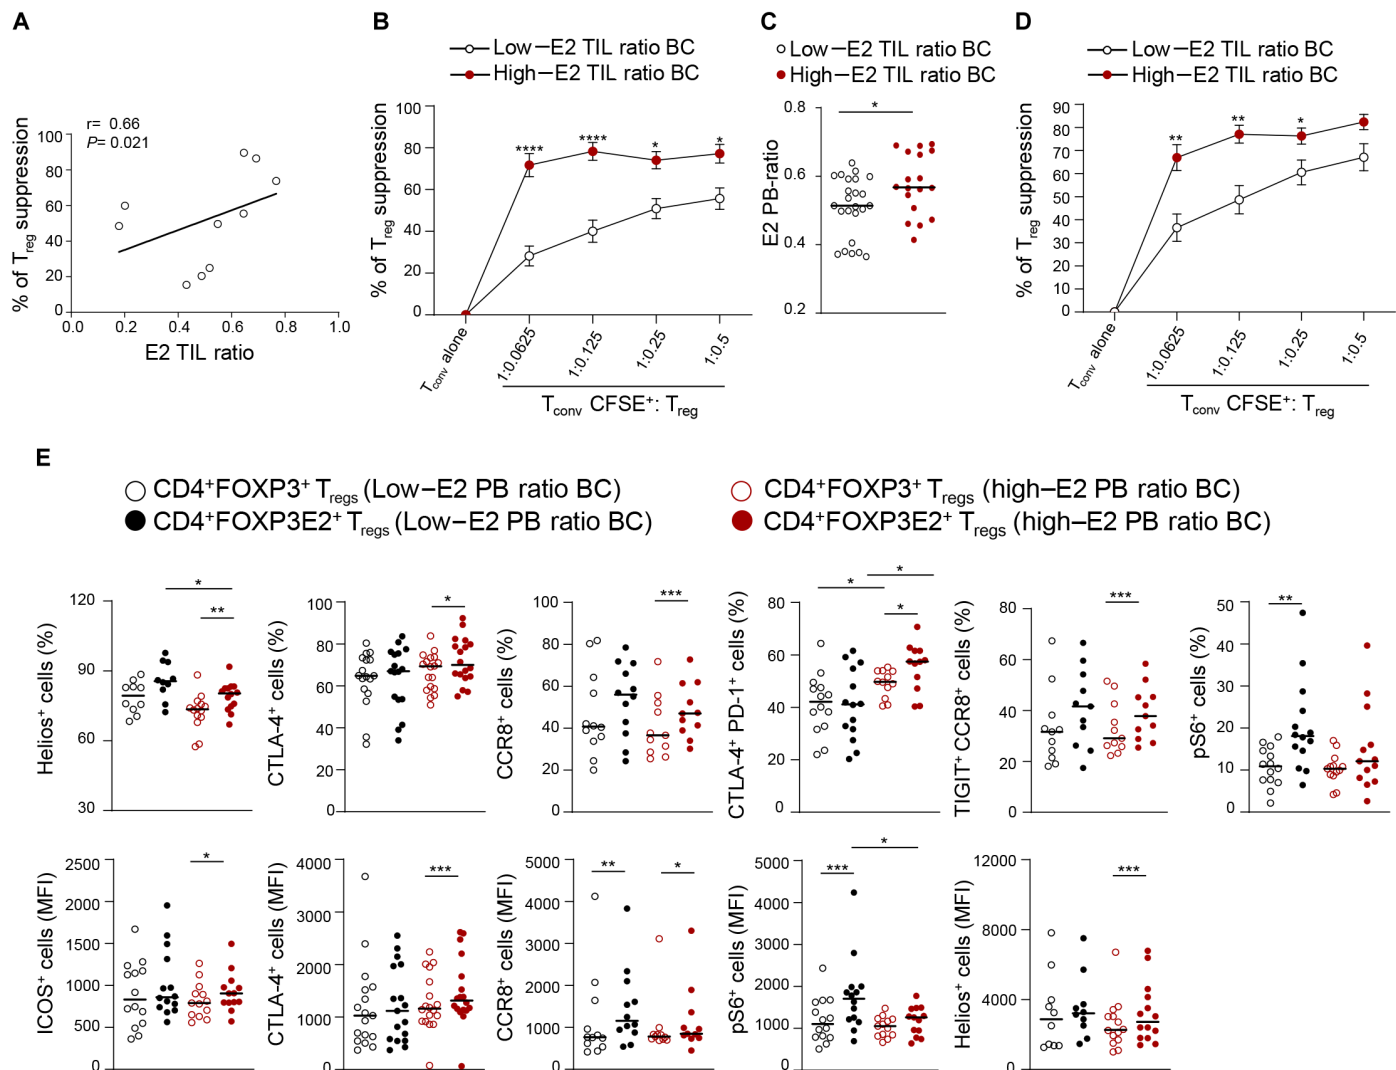 A
r= 0.66
P= 0.021
% of Treg suppression
100
80
60
40
20
0
0.0 0.2 0.4 0.6 0.8 1.0
E2 TIL ratio
B
Low–E2 TIL ratio BC
High–E2 TIL ratio BC
% of Treg suppression
100
80
60
40
20
0
**** **** * *
Tconv alone 1:0.0625 1:0.125 1:0.25 1:0.5
Tconv CFSE+: Treg
C
Low–E2 TIL ratio BC
High–E2 TIL ratio BC
E2 PB-ratio
0.8
0.6
0.4
0.2
*
D
Low–E2 TIL ratio BC
High–E2 TIL ratio BC
% of Treg suppression
90
80
70
60
50
40
30
20
10
0
** ** *
Tconv alone 1:0.0625 1:0.125 1:0.25 1:0.5
Tconv CFSE+: Treg
E
CD4+FOXP3+ Tregs (Low–E2 PB ratio BC)
CD4+FOXP3E2+ Tregs (Low–E2 PB ratio BC)
CD4+FOXP3+ Tregs (high–E2 PB ratio BC)
CD4+FOXP3E2+ Tregs (high–E2 PB ratio BC)
Helios+ cells (%)
120
90
60
30
*
**
CTLA-4+ cells (%)
100
80
60
40
20
0
*
CCR8+ cells (%)
100
80
60
40
20
0
***
CTLA-4+ PD-1+ cells (%)
80
60
40
20
0
*
*
*
TIGIT+ CCR8+ cells (%)
80
60
40
20
0
***
pS6+ cells (%)
50
40
30
20
10
0
**
ICOS+ cells (MFI)
2500
2000
1500
1000
500
0
*
CTLA-4+ cells (MFI)
4000
3000
2000
1000
0
***
CCR8+ cells (MFI)
5000
4000
3000
2000
1000
0
**
*
pS6+ cells (MFI)
5000
4000
3000
2000
1000
0
***
*
Helios+ cells (MFI)
12000
8000
4000
0
***